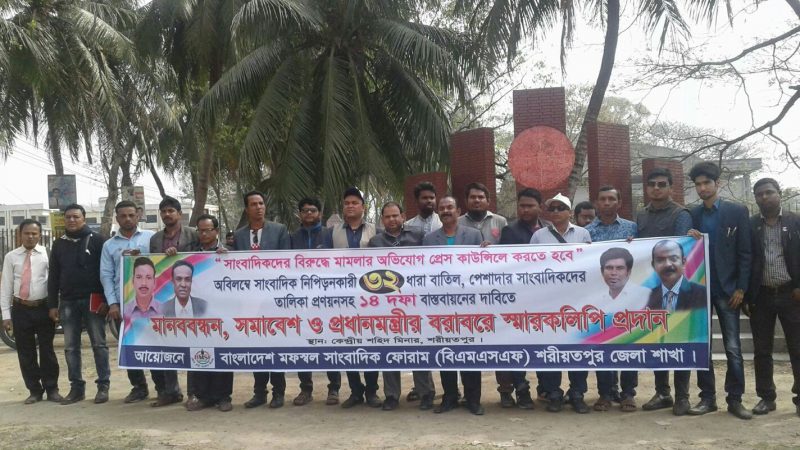 "সাংবাদিকদের বিরুদ্ধে মামলার অভিযোগ প্রেস কাউন্সিলে করতে হবে"
অবিলম্বে সাংবাদিক নিপিড়নকারী ৩২ ধারা বাতিল, পেশাদার সাংবাদিকদের
তালিকা প্রণয়নসহ ১৪ দফা বাস্তবায়নের দাবিতে
মানববন্ধন, সমাবেশ ও প্রধানমন্ত্রীর বরাবরে স্মারকলিপি প্রদান
স্থান: কেন্দ্রীয় শহিদ মিনার, শরীয়তপুর ।
আয়োজনে বাংলাদেশ মফস্বল সাংবাদিক ফোরাম (বিএমএসএফ) শরীয়তপুর জেলা শাখা ।